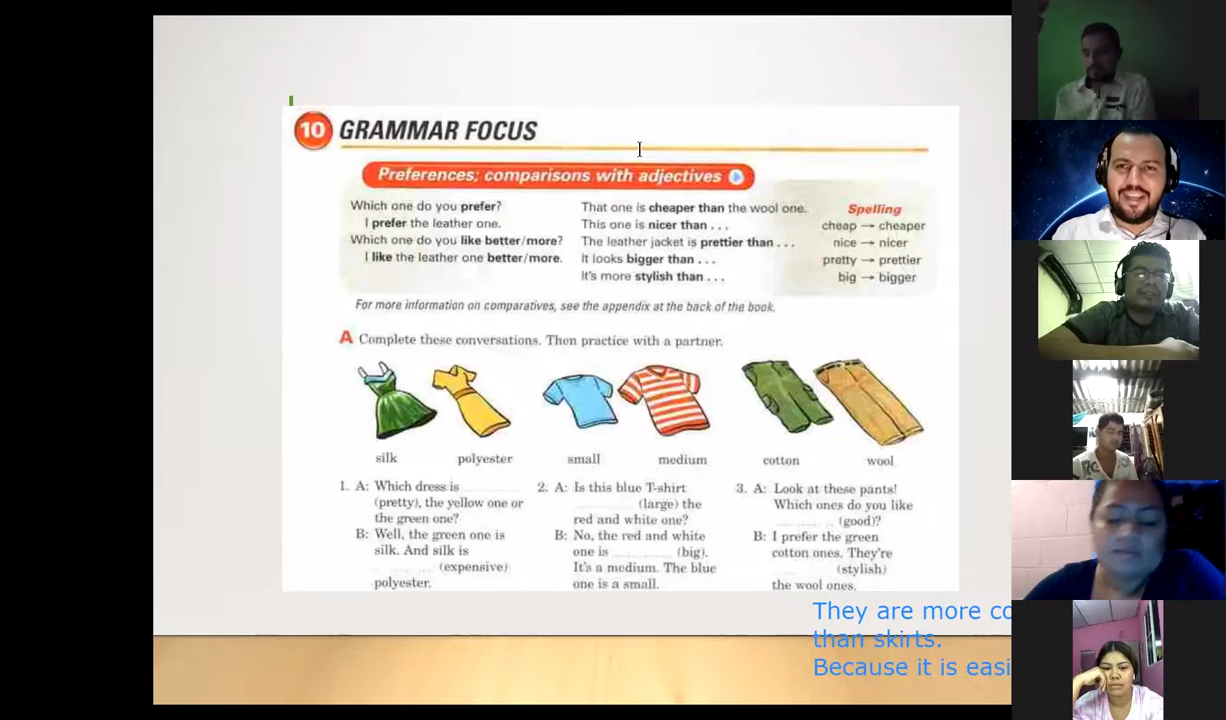 10 GRAMMAR FOCUS
Preferences; comparisons with adjectives
Which one do you prefer?
I prefer the leather one.
Which one do you like better/more?
I like the leather one better/more.
That one is cheaper than the wool one.
This one is nicer than . . .
The leather jacket is prettier than . . .
It looks bigger than . . .
It's more stylish than . . .
Spelling
cheap → cheaper
nice → nicer
pretty → prettier
big → bigger
For more information on comparatives, see the appendix at the back of the book.
A Complete these conversations. Then practice with a partner.
silk
polyester
small
medium
cotton
wool
1. A: Which dress is
(pretty), the yellow one or
the green one?
B: Well, the green one is
silk. And silk is
(expensive)
polyester.
2. A: Is this blue T-shirt
(large) the
red and white one?
B: No, the red and white
one is (big).
It's a medium. The blue
one is a small.
3. A: Look at these pants!
Which ones do you like
(good)?
B: I prefer the green
cotton ones. They're
(stylish)
the wool ones.
They are more co
than skirts.
Because it is easi